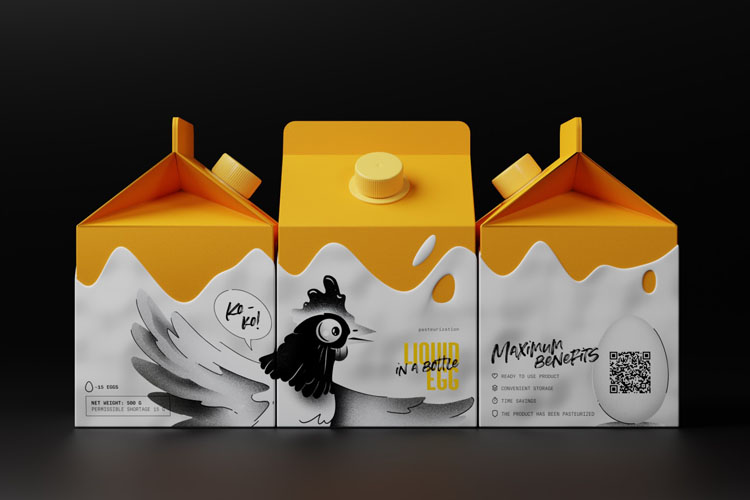 KO-
KO!
~15 EGGS
NET WEIGHT: 500 G
PERMISSIBLE SHORTAGE 15 G
pasteurization
LIQUID
IN A BOTTLE
EGG
MAXIMUM
BENEFITS
READY TO USE PRODUCT
CONVENIENT STORAGE
TIME SAVINGS
THE PRODUCT HAS BEEN PASTEURIZED